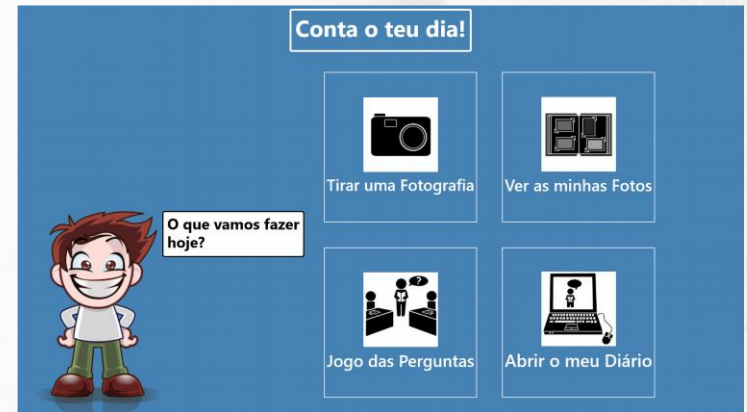 Conta o teu dia!
Tirar uma Fotografia
Ver as minhas Fotos
O que vamos fazer
hoje?
?
Jogo das Perguntas
Abrir o meu Diário